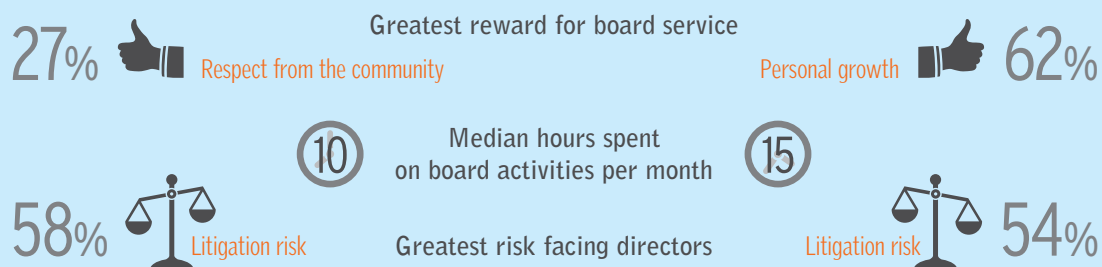 Greatest reward for board service
27% Respect from the community Personal growth 62%
10 Median hours spent 15
on board activities per month
58% Litigation risk Greatest risk facing directors Litigation risk 54%